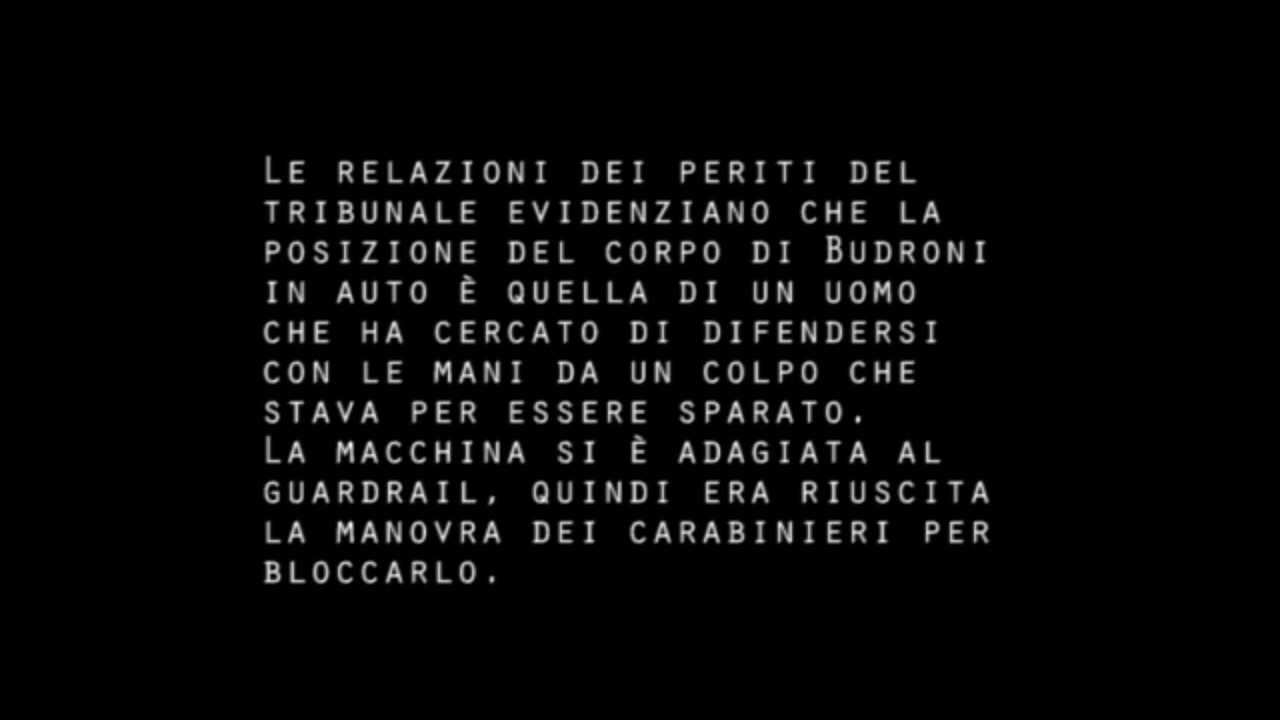 Le relazioni dei periti del
tribunale evidenziano che la
posizione del corpo di Budroni
in auto è quella di un uomo
che ha cercato di difendersi
con le mani da un colpo che
stava per essere sparato.
La macchina si è adagiata al
guardrail, quindi era riuscita
la manovra dei carabinieri per
bloccarlo.